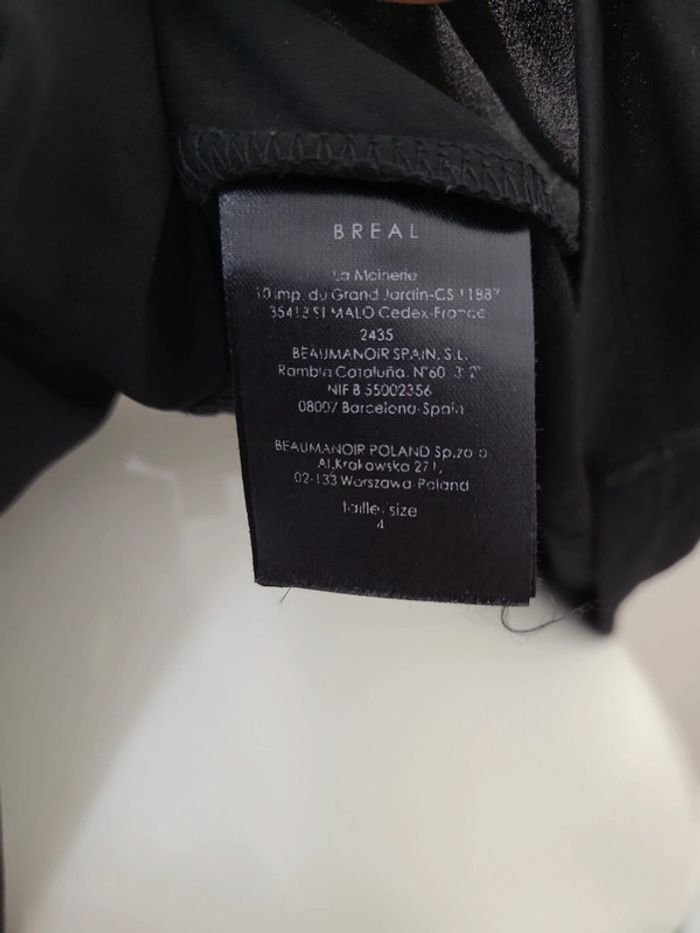 BREAL
La Moinerie
10 imp. du Grand Jardin-CS 11887
35413 ST MALO Cedex-France
2435
BEAUMANOIR SPAIN, S.L.
Rambla Cataluña. N°60 3° 2°
NIF B 55002356
08007 Barcelona-Spain
BEAUMANOIR POLAND Sp.zo o
Al.Krakowska 271,
02-133 Warszawa-Poland
taille/size
4